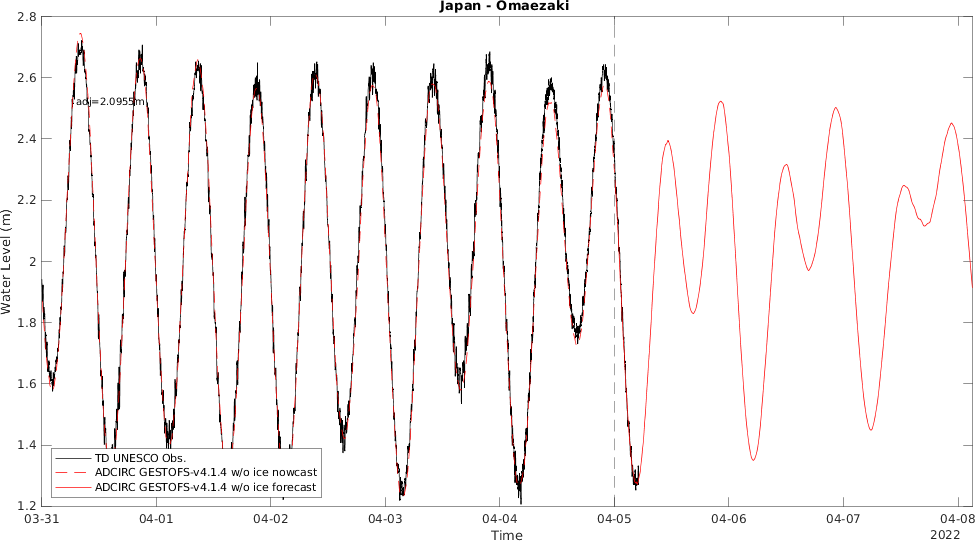 Japan - Omaezaki
2.8
2.6
adj=2.0955m
2.4
2.2
2
1.8
1.6
1.4
1.2
Water Level (m)
TD UNESCO Obs.
ADCIRC GESTOFS-v4.1.4 w/o ice nowcast
ADCIRC GESTOFS-v4.1.4 w/o ice forecast
03-31 04-01 04-02 04-03 04-04 04-05 04-06 04-07 04-08
Time
2022